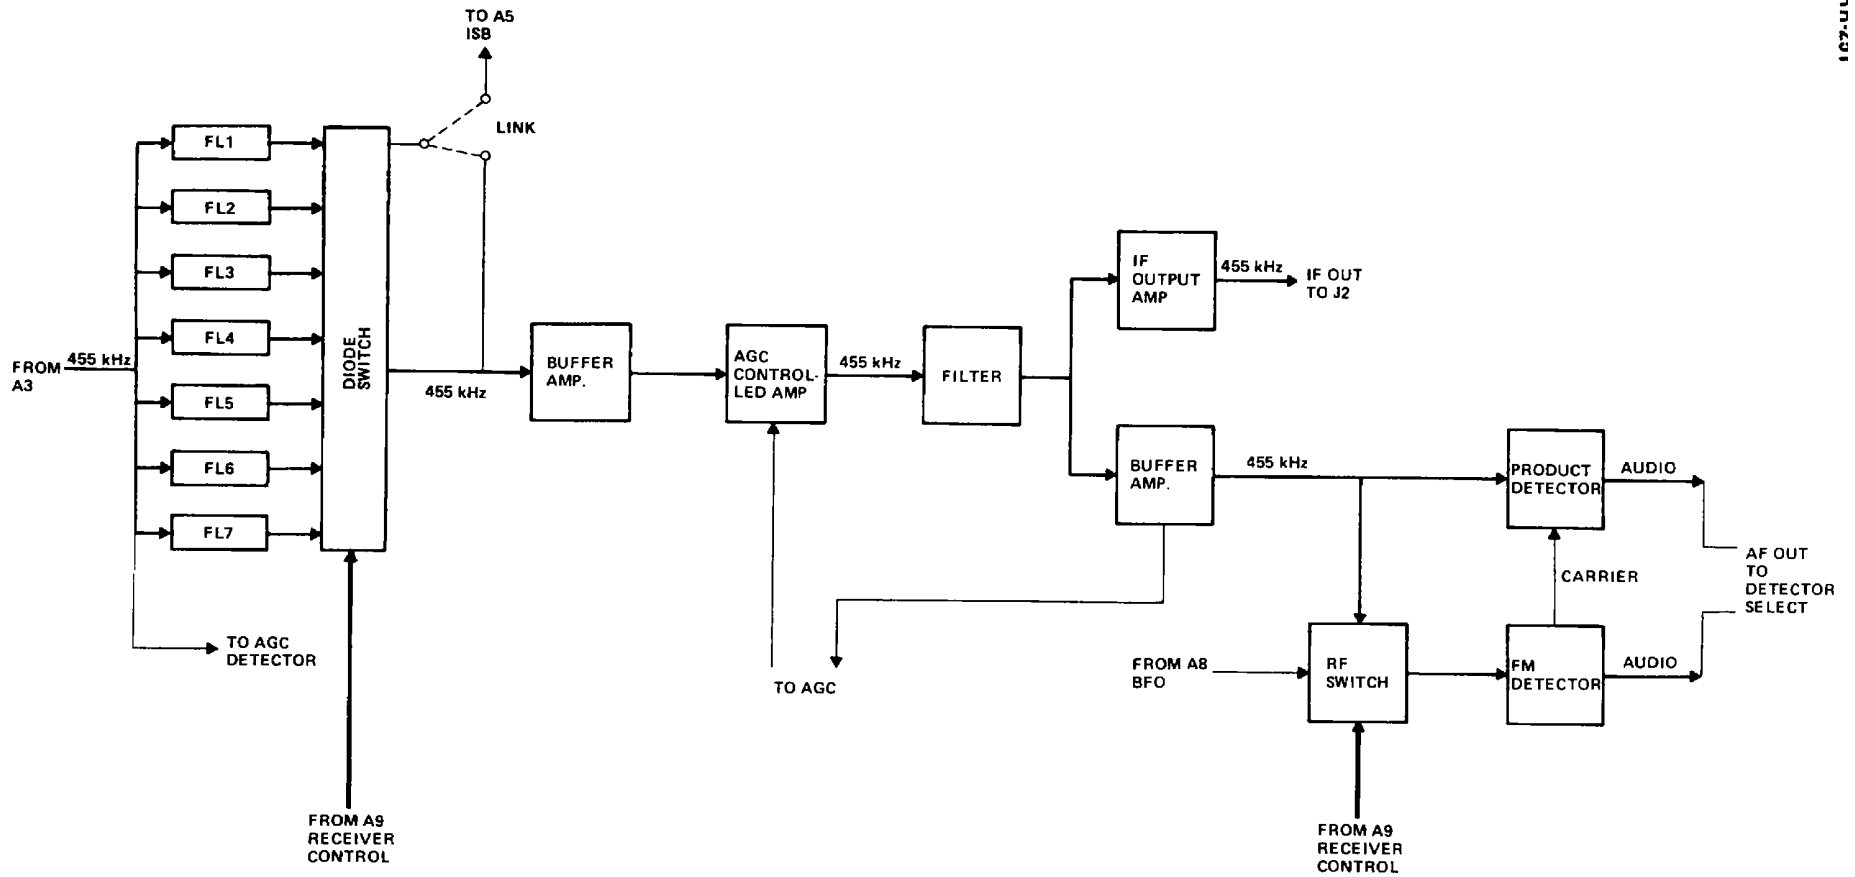 TO A5
ISB
LINK
FL1
FL2
FL3
FL4
FL5
FL6
FL7
FROM
A3
455 kHz
DIODE
SWITCH
455 kHz
BUFFER
AMP.
AGC
CONTROL-
LED AMP
455 kHz
FILTER
IF
OUTPUT
AMP
455 kHz
IF OUT
TO J2
BUFFER
AMP.
455 kHz
PRODUCT
DETECTOR
AUDIO
CARRIER
AF OUT
TO
DETECTOR
SELECT
TO AGC
DETECTOR
TO AGC
FROM A8
BFO
RF
SWITCH
FM
DETECTOR
AUDIO
FROM A9
RECEIVER
CONTROL
FROM A9
RECEIVER
CONTROL